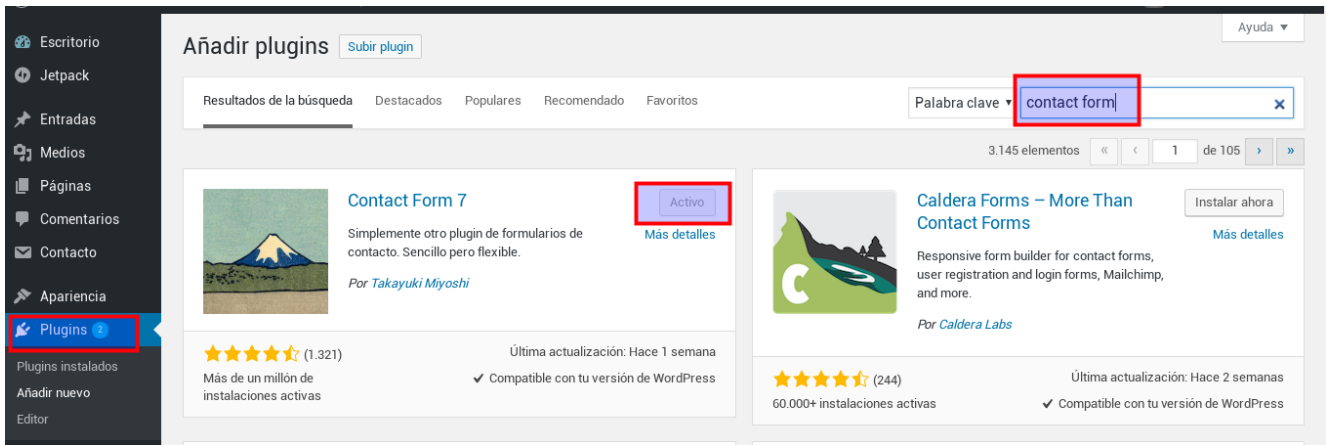 Escritorio
Jetpack
Entradas
Medios
Páginas
Comentarios
Contacto
Apariencia
Plugins 2
Plugins instalados
Añadir nuevo
Editor
Ayuda
Añadir plugins Subir plugin
Resultados de la búsqueda Destacados Populares Recomendado Favoritos Palabra clave contact form
3.145 elementos « ‹ 1 de 105 › »
Contact Form 7
Activo
Más detalles
Simplemente otro plugin de formularios de
contacto. Sencillo pero flexible.
Por Takayuki Miyoshi
(1.321)
Más de un millón de
instalaciones activas
Última actualización: Hace 1 semana
Compatible con tu versión de WordPress
C
Caldera Forms – More Than
Contact Forms
Instalar ahora
Más detalles
Responsive form builder for contact forms,
user registration and login forms, Mailchimp,
and more.
Por Caldera Labs
(244)
60.000+ instalaciones activas
Última actualización: Hace 2 semanas
Compatible con tu versión de WordPress